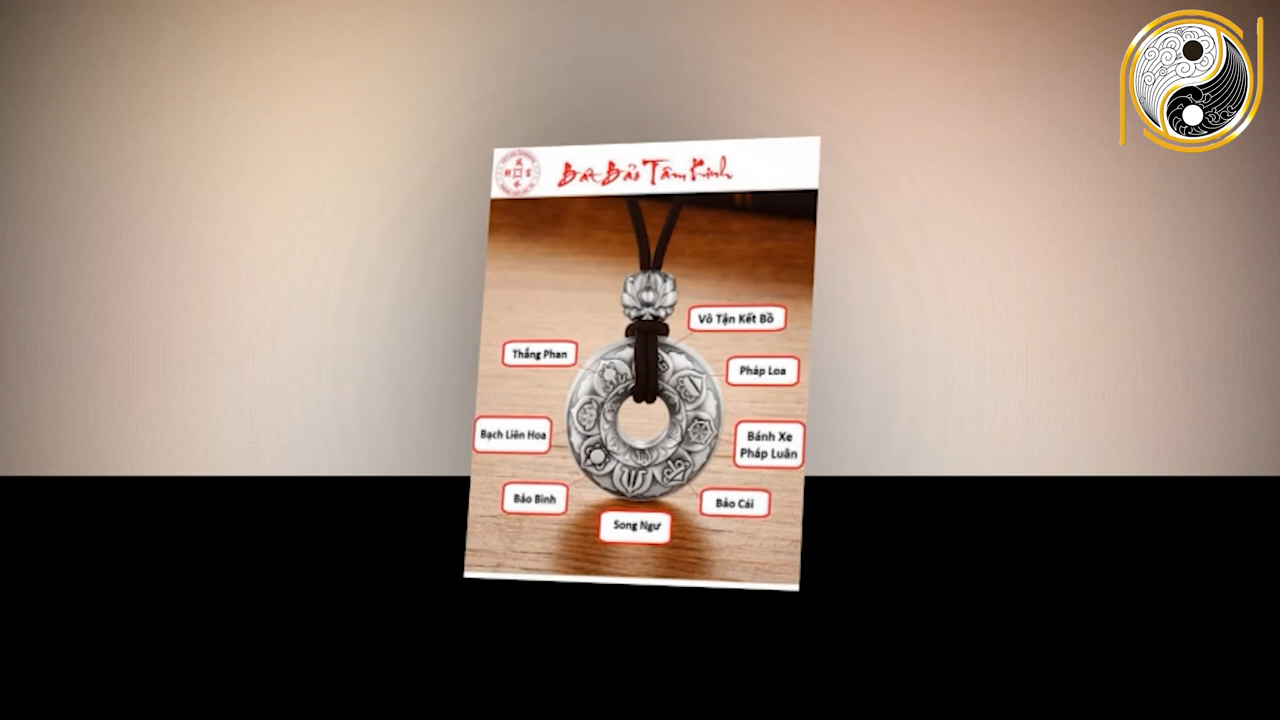 Bát Bảo Tâm Kinh
Vô Tận Kết Bồ
Thắng Phan
Pháp Loa
Bạch Liên Hoa
Bánh Xe
Pháp Luân
Bảo Bình
Bảo Cái
Song Ngư